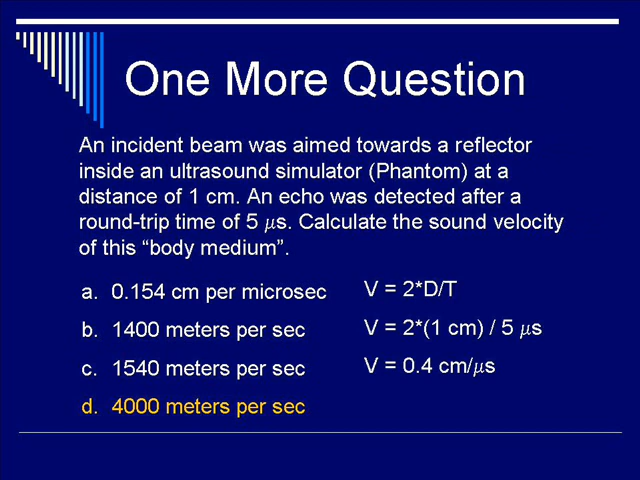 One More Question
An incident beam was aimed towards a reflector
inside an ultrasound simulator (Phantom) at a
distance of 1 cm. An echo was detected after a
round-trip time of 5 μs. Calculate the sound velocity
of this “body medium”.
a. 0.154 cm per microsec
b. 1400 meters per sec
c. 1540 meters per sec
d. 4000 meters per sec
V = 2*D/T
V = 2*(1 cm) / 5 μs
V = 0.4 cm/μs